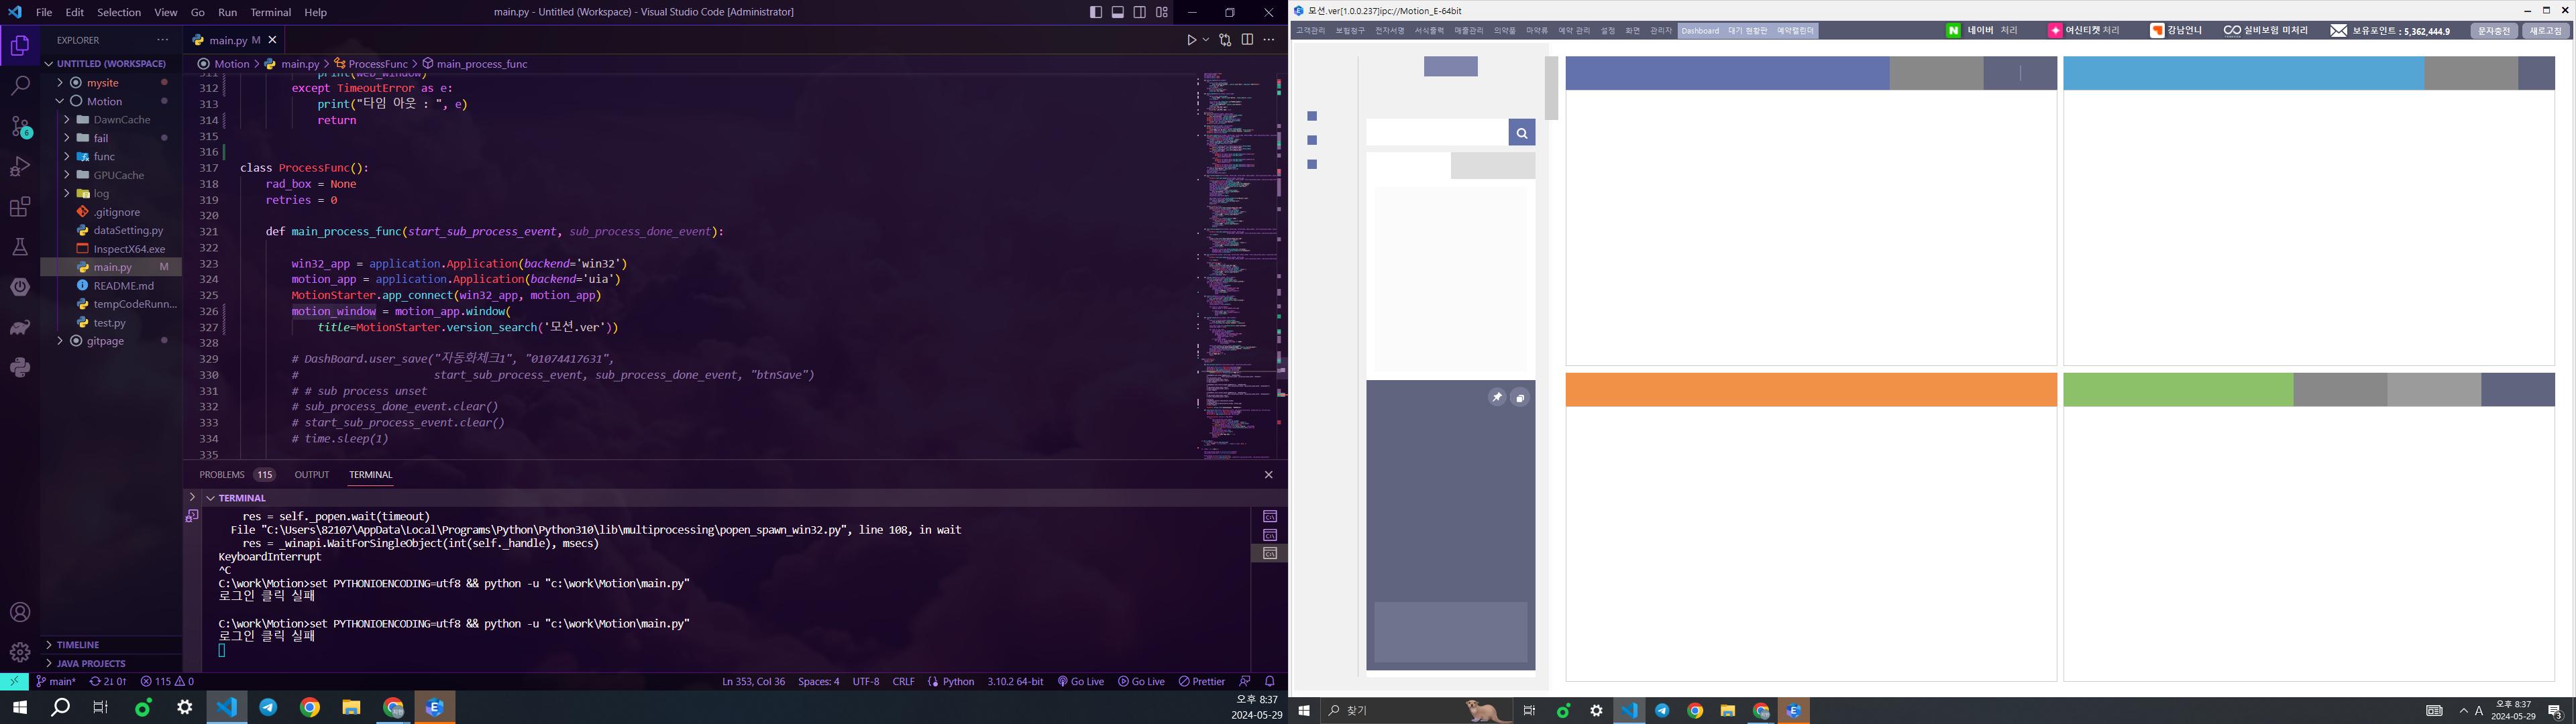 File Edit Selection View Go Run Terminal Help
main.py - Untitled (Workspace) - Visual Studio Code [Administrator]
EXPLORER
UNTITLED (WORKSPACE)
mysite
Motion
DawnCache
fail
func
GPUCache
log
.gitignore
dataSetting.py
InspectX64.exe
main.py M
README.md
tempCodeRunn...
test.py
gitpage
TIMELINE
JAVA PROJECTS
6
main.py M
Motion > main.py > ProcessFunc > main_process_func
311 print(web_window)
312 except TimeoutError as e:
313 print("타임 아웃 : ", e)
314 return
315
316
317 class ProcessFunc():
318 rad_box = None
319 retries = 0
320
321 def main_process_func(start_sub_process_event, sub_process_done_event):
322
323 win32_app = application.Application(backend='win32')
324 motion_app = application.Application(backend='uia')
325 MotionStarter.app_connect(win32_app, motion_app)
326 motion_window = motion_app.window(
327 title=MotionStarter.version_search('모션.ver'))
328
329 # DashBoard.user_save("자동화체크1", "01074417631",
330 # start_sub_process_event, sub_process_done_event, "btnSave")
331 # # sub process unset
332 # sub_process_done_event.clear()
333 # start_sub_process_event.clear()
334 # time.sleep(1)
335
PROBLEMS 115 OUTPUT TERMINAL
TERMINAL
res = self._popen.wait(timeout)
File "C:\Users\82107\AppData\Local\Programs\Python\Python310\lib\multiprocessing\popen_spawn_win32.py", line 108, in wait
res = _winapi.WaitForSingleObject(int(self._handle), msecs)
KeyboardInterrupt
^C
C:\work\Motion>set PYTHONIOENCODING=utf8 && python -u "c:\work\Motion\main.py"
로그인 클릭 실패
C:\work\Motion>set PYTHONIOENCODING=utf8 && python -u "c:\work\Motion\main.py"
로그인 클릭 실패
main* 2↓ 0↑ 115 0
Ln 353, Col 36 Spaces: 4 UTF-8 CRLF Python 3.10.2 64-bit Go Live Go Live Prettier
오후 8:37
2024-05-29
모션.ver[1.0.0.237]ipc://Motion_E-64bit
고객관리 보험청구 전자서명 서식출력 매출관리 의약품 마약류 예약 관리 설정 화면 관리자 Dashboard 대기 현황판 예약캘린더
네이버 처리 여신티켓 처리 강남언니 실비보험 미처리 보유포인트 : 5,362,444.9 문자충전 새로고침
찾기
A
오후 8:37
2024-05-29
3